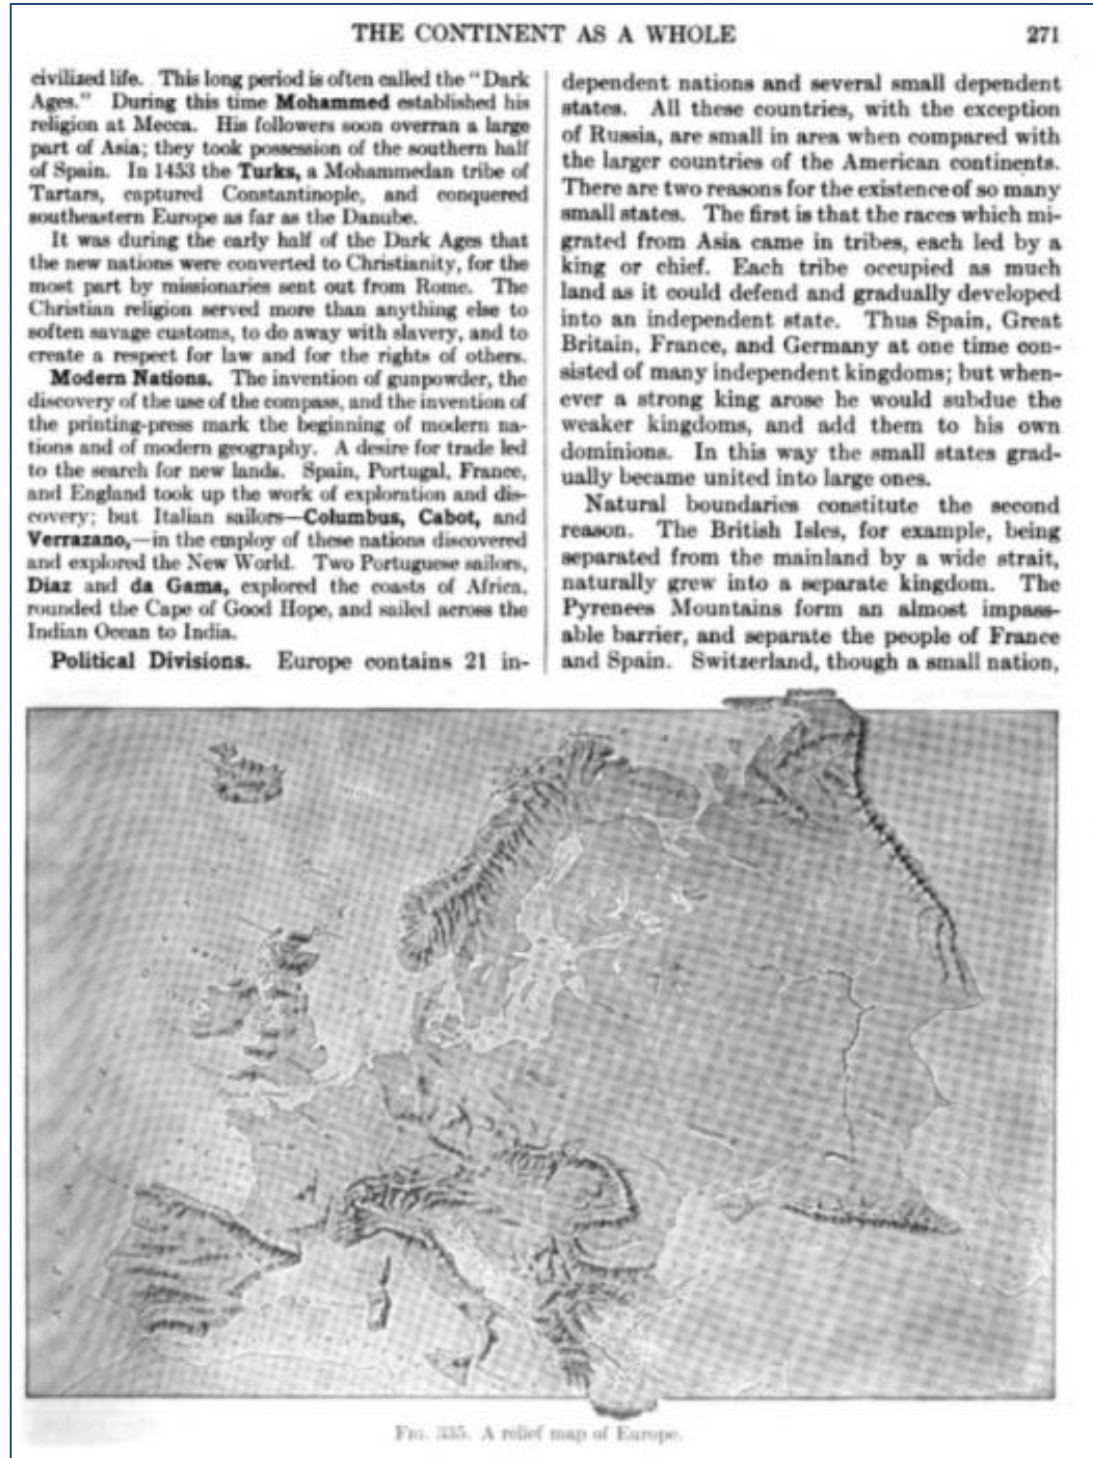 THE CONTINENT AS A WHOLE 271
civilized life. This long period is often called the "Dark
Ages." During this time Mohammed established his
religion at Mecca. His followers soon overran a large
part of Asia; they took possession of the southern half
of Spain. In 1453 the Turks, a Mohammedan tribe of
Tartars, captured Constantinople, and conquered
southeastern Europe as far as the Danube.
It was during the early half of the Dark Ages that
the new nations were converted to Christianity, for the
most part by missionaries sent out from Rome. The
Christian religion served more than anything else to
soften savage customs, to do away with slavery, and to
create a respect for law and for the rights of others.
Modern Nations. The invention of gunpowder, the
discovery of the use of the compass, and the invention of
the printing-press mark the beginning of modern na-
tions and of modern geography. A desire for trade led
to the search for new lands. Spain, Portugal, France,
and England took up the work of exploration and dis-
covery; but Italian sailors—Columbus, Cabot, and
Verrazano,—in the employ of these nations discovered
and explored the New World. Two Portuguese sailors,
Diaz and da Gama, explored the coasts of Africa,
rounded the Cape of Good Hope, and sailed across the
Indian Ocean to India.
Political Divisions. Europe contains 21 in-
dependent nations and several small dependent
states. All these countries, with the exception
of Russia, are small in area when compared with
the larger countries of the American continents.
There are two reasons for the existence of so many
small states. The first is that the races which mi-
grated from Asia came in tribes, each led by a
king or chief. Each tribe occupied as much
land as it could defend and gradually developed
into an independent state. Thus Spain, Great
Britain, France, and Germany at one time con-
sisted of many independent kingdoms; but when-
ever a strong king arose he would subdue the
weaker kingdoms, and add them to his own
dominions. In this way the small states grad-
ually became united into large ones.
Natural boundaries constitute the second
reason. The British Isles, for example, being
separated from the mainland by a wide strait,
naturally grew into a separate kingdom. The
Pyrenees Mountains form an almost impass-
able barrier, and separate the people of France
and Spain. Switzerland, though a small nation,
FIG. 335. A relief map of Europe.